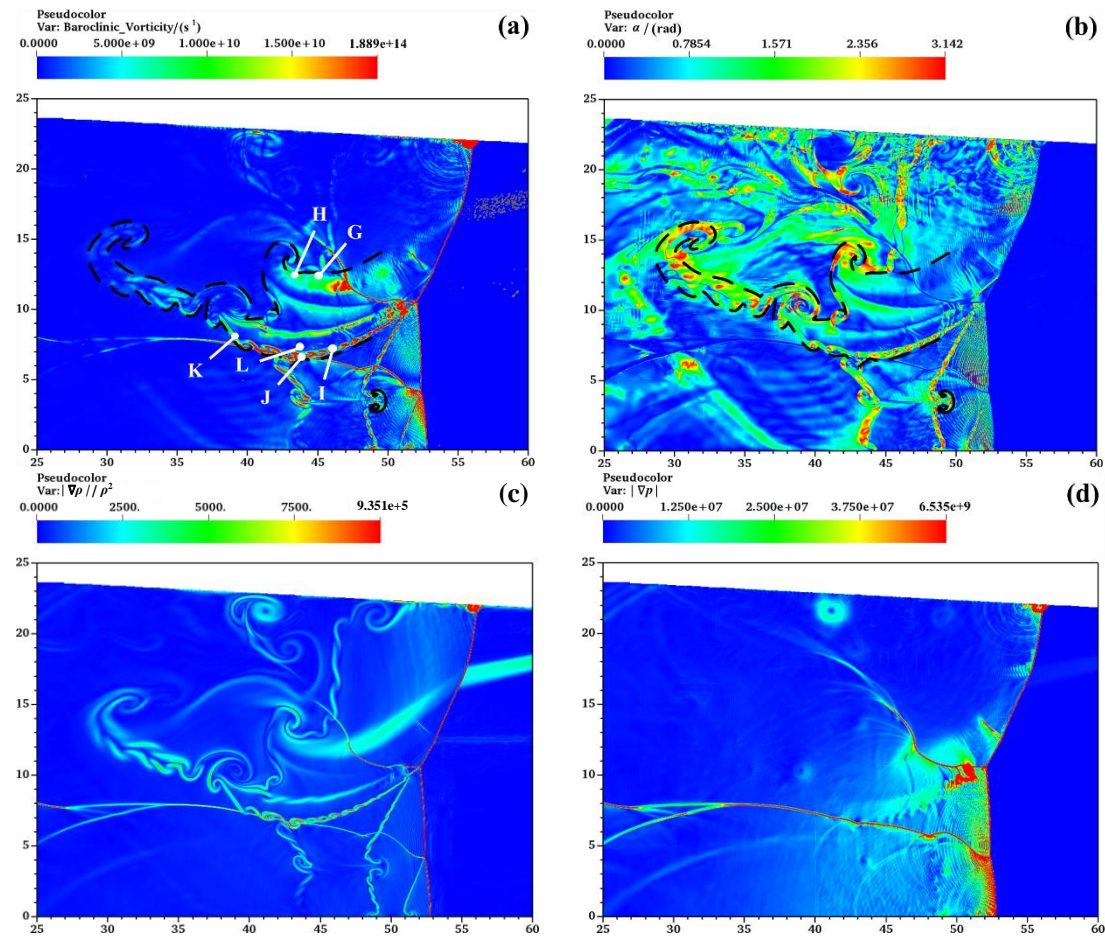 Pseudocolor
Var: Baroclinic_Vorticity/(s¹)
0.0000 5.000e+09 1.000e+10 1.500e+10 1.889e+14
(a)
25
20
15
10
5
0
H
G
K
L
J
I
25 30 35 40 45 50 55 60
Pseudocolor
Var: α / (rad)
0.0000 0.7854 1.571 2.356 3.142
(b)
25
20
15
10
5
0
25 30 35 40 45 50 55 60
Pseudocolor
Var: | ∇ρ // ρ²
0.0000 2500. 5000. 7500. 9.351e+5
(c)
25
20
15
10
5
0
25 30 35 40 45 50 55 60
Pseudocolor
Var: | ∇p |
0.0000 1.250e+07 2.500e+07 3.750e+07 6.535e+9
(d)
25
20
15
10
5
0
25 30 35 40 45 50 55 60